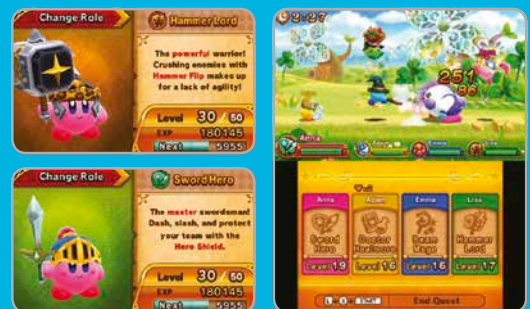 Change Role
Hammer Lord
The powerful warrior!
Crushing enemies with
Hammer Flip makes up
for a lack of agility!
Level 30 / 50
EXP 180145
Next 5955
Change Role
Sword Hero
The master swordsman!
Dash, slash, and protect
your team with the
Hero Shield.
Level 30 / 50
EXP 180145
Next 5955
2:27
251
86
Anna
Emma
Anna
Emma
Lisa
Sword
Hero
Doctor
Healmore
Beam
Mage
Hammer
Lord
Level 19
Level 16
Level 16
Level 17
START
End Quest